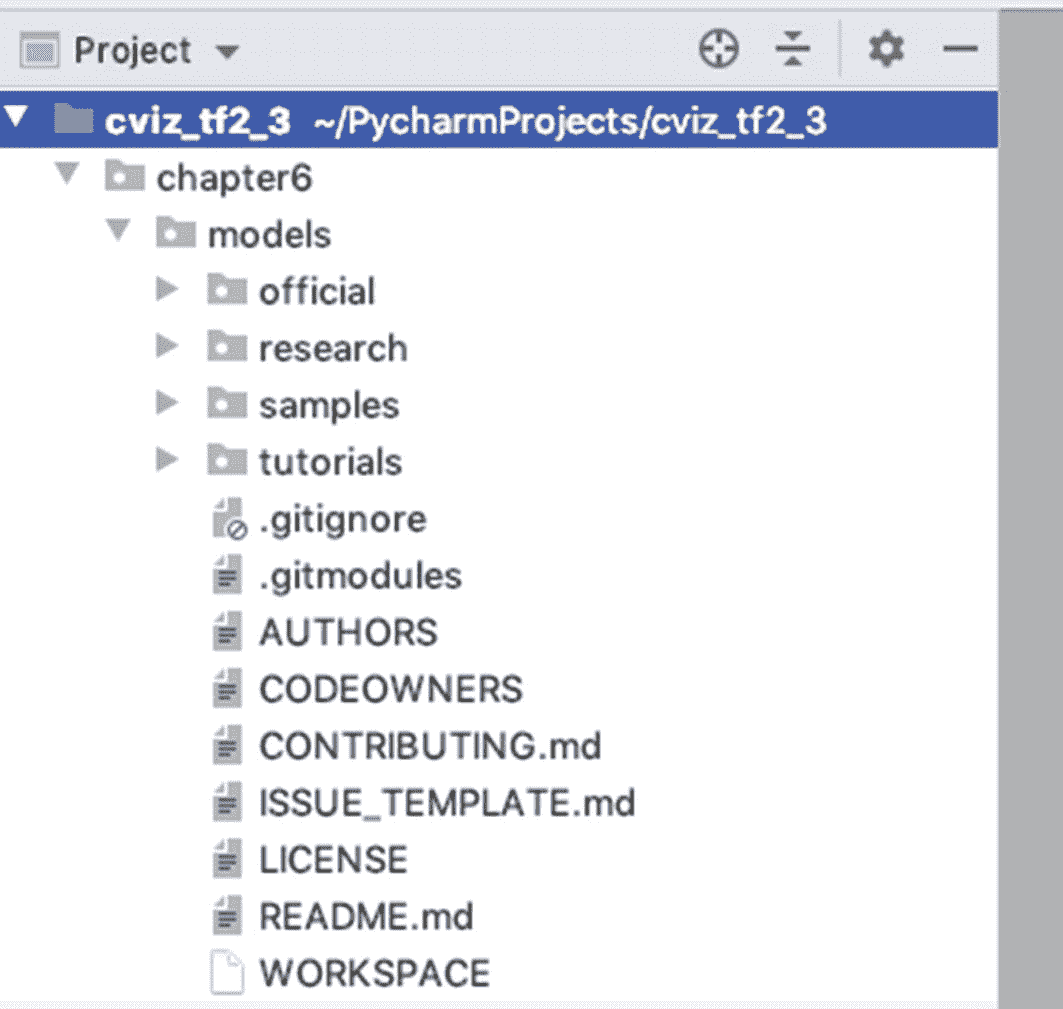 Project
cviz_tf2_3 ~/PycharmProjects/cviz_tf2_3
chapter6
models
official
research
samples
tutorials
.gitignore
.gitmodules
AUTHORS
CODEOWNERS
CONTRIBUTING.md
ISSUE_TEMPLATE.md
LICENSE
README.md
WORKSPACE